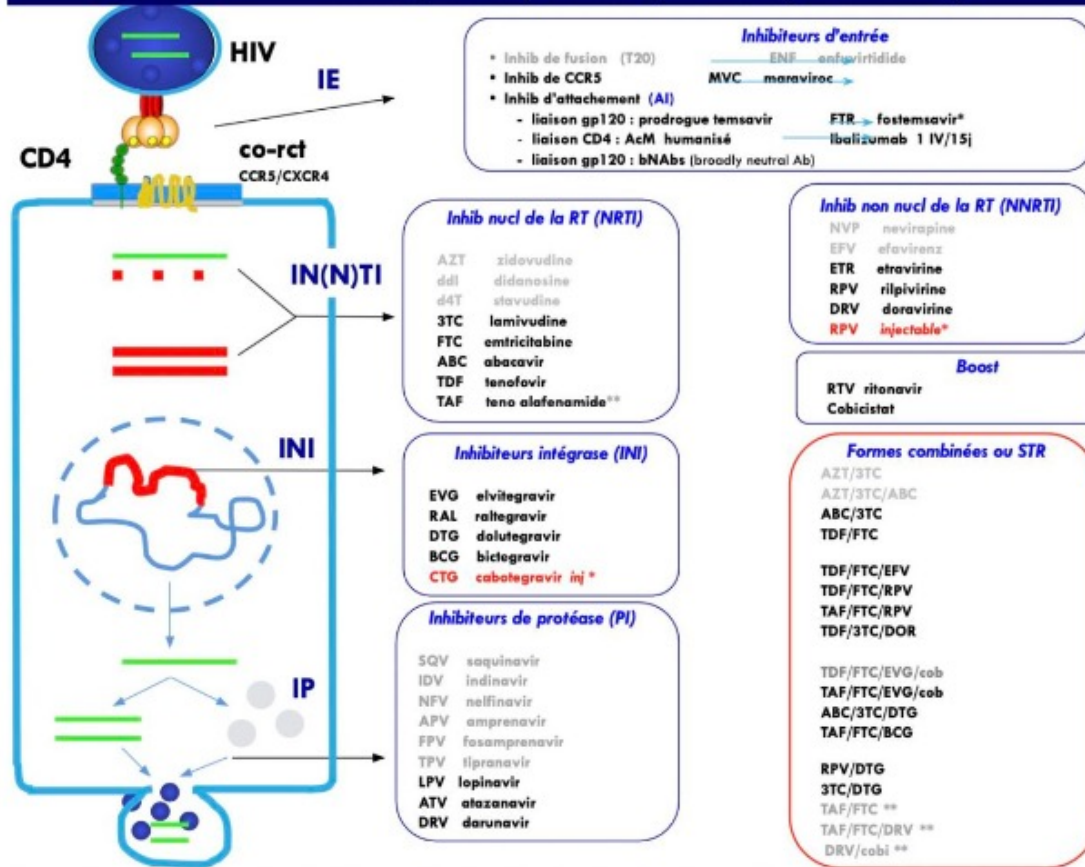 HIV
IE
CD4
co-rct
CCR5/CXCR4
Inhibiteurs d'entrée
• Inhib de fusion (T20) ENF enfuvirtidide
• Inhib de CCR5 MVC maraviroc
• Inhib d'attachement (AI)
- liaison gp120 : prodrogue temsavir FTR fostemsavir*
- liaison CD4 : AcM humanisé Ibalizumab 1 IV/15j
- liaison gp120 : bNAbs (broadly neutral Ab)
IN(N)TI
Inhib nucl de la RT (NRTI)
AZT zidovudine
ddI didanosine
d4T stavudine
3TC lamivudine
FTC emtricitabine
ABC abacavir
TDF tenofovir
TAF teno alafenamide**
Inhib non nucl de la RT (NNRTI)
NVP nevirapine
EFV efavirenz
ETR etravirine
RPV rilpivirine
DRV doravirine
RPV injectable*
Boost
RTV ritonavir
Cobicistat
INI
Inhibiteurs intégrase (INI)
EVG elvitegravir
RAL raltegravir
DTG dolutegravir
BCG bictegravir
CTG cabotegravir inj *
IP
Inhibiteurs de protéase (PI)
SQV saquinavir
IDV indinavir
NFV nelfinavir
APV amprenavir
FPV fosamprenavir
TPV tipranavir
LPV lopinavir
ATV atazanavir
DRV darunavir
Formes combinées ou STR
AZT/3TC
AZT/3TC/ABC
ABC/3TC
TDF/FTC
TDF/FTC/EFV
TDF/FTC/RPV
TAF/FTC/RPV
TDF/3TC/DOR
TDF/FTC/EVG/cob
TAF/FTC/EVG/cob
ABC/3TC/DTG
TAF/FTC/BCG
RPV/DTG
3TC/DTG
TAF/FTC **
TAF/FTC/DRV **
DRV/cobi **